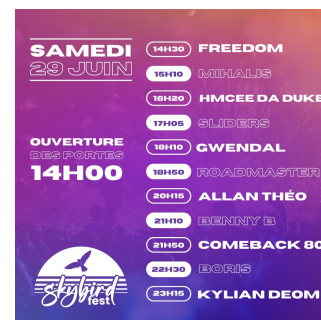 SAMEDI
29 JUIN
OUVERTURE
DES PORTES
14H00
14H30 FREEDOM
15H10 MIHALIS
16H20 HMCEE DA DUKE
17H05 SLIDERS
18H10 GWENDAL
18H50 ROADMASTER
20H15 ALLAN THÉO
21H10 BENNY B
21H50 COMEBACK 80
22H30 BORIS
23H15 KYLIAN DEOM
skybird
fest